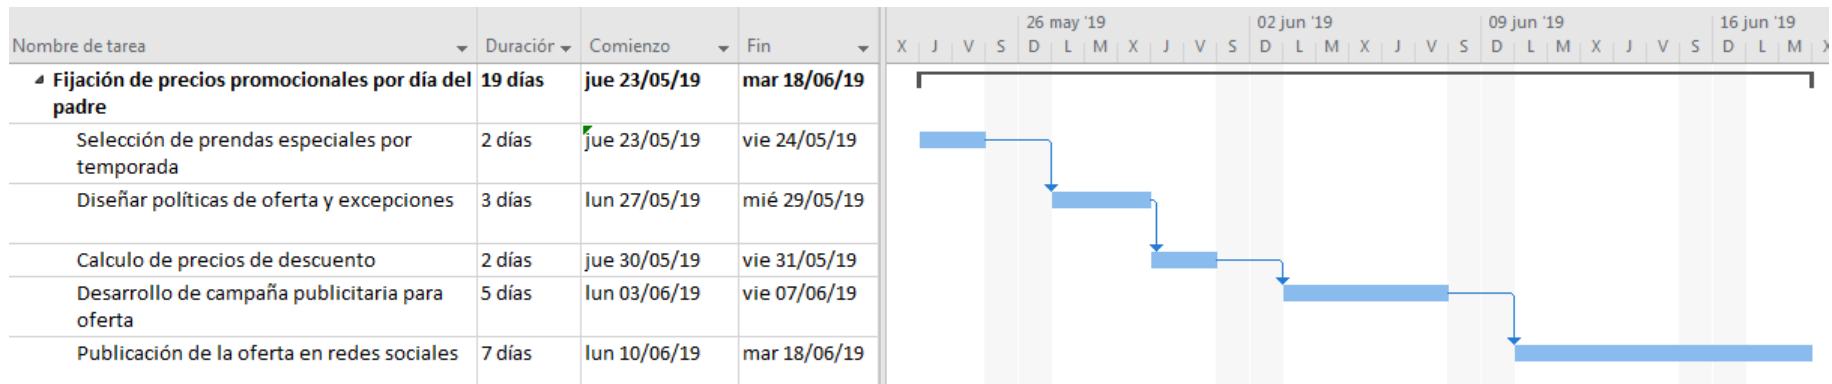 26 may '19 02 jun '19 09 jun '19 16 jun '19
Nombre de tarea Duración Comienzo Fin X J V S D L M X J V S D L M X J V S D L M X J V S D L M X
Fijación de precios promocionales por día del 19 días jue 23/05/19 mar 18/06/19
padre
Selección de prendas especiales por 2 días jue 23/05/19 vie 24/05/19
temporada
Diseñar políticas de oferta y excepciones 3 días lun 27/05/19 mié 29/05/19
Calculo de precios de descuento 2 días jue 30/05/19 vie 31/05/19
Desarrollo de campaña publicitaria para 5 días lun 03/06/19 vie 07/06/19
oferta
Publicación de la oferta en redes sociales 7 días lun 10/06/19 mar 18/06/19